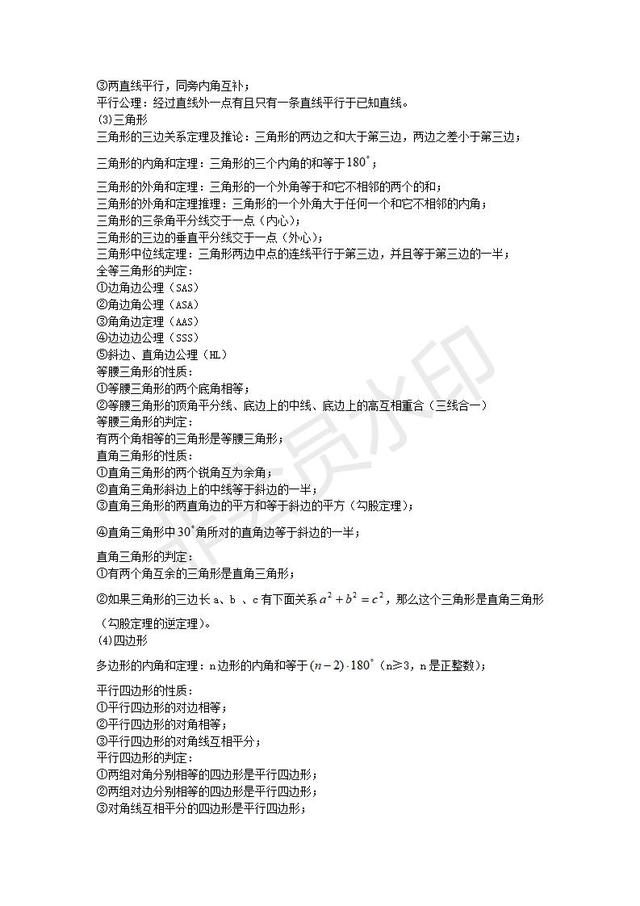 ③两直线平行，同旁内角互补；
平行公理：经过直线外一点有且只有一条直线平行于已知直线。
(3)三角形
三角形的三边关系定理及推论：三角形的两边之和大于第三边，两边之差小于第三边；
三角形的内角和定理：三角形的三个内角的和等于180°；
三角形的外角和定理：三角形的一个外角等于和它不相邻的两个的和；
三角形的外角和定理推理：三角形的一个外角大于任何一个和它不相邻的内角；
三角形的三条角平分线交于一点（内心）；
三角形的三边的垂直平分线交于一点（外心）；
三角形中位线定理：三角形两边中点的连线平行于第三边，并且等于第三边的一半；
全等三角形的判定：
①边角边公理（SAS）
②角边角公理（ASA）
③角角边定理（AAS）
④边边边公理（SSS）
⑤斜边、直角边公理（HL）
等腰三角形的性质：
①等腰三角形的两个底角相等；
②等腰三角形的顶角平分线、底边上的中线、底边上的高互相重合（三线合一）
等腰三角形的判定：
有两个角相等的三角形是等腰三角形；
直角三角形的性质：
①直角三角形的两个锐角互为余角；
②直角三角形斜边上的中线等于斜边的一半；
③直角三角形的两直角边的平方和等于斜边的平方（勾股定理）；
④直角三角形中30°角所对的直角边等于斜边的一半；
直角三角形的判定：
①有两个角互余的三角形是直角三角形；
②如果三角形的三边长 a、b 、c 有下面关系 a²+b²=c²，那么这个三角形是直角三角形
（勾股定理的逆定理）。
(4)四边形
多边形的内角和定理：n 边形的内角和等于(n−2)·180°（n≥3，n 是正整数）；
平行四边形的性质：
①平行四边形的对边相等；
②平行四边形的对角相等；
③平行四边形的对角线互相平分；
平行四边形的判定：
①两组对角分别相等的四边形是平行四边形；
②两组对边分别相等的四边形是平行四边形；
③对角线互相平分的四边形是平行四边形；
非会员水印